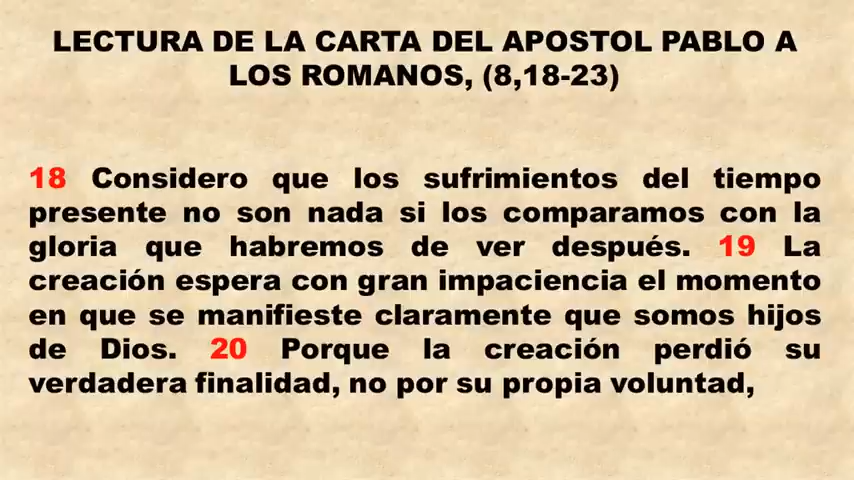 LECTURA DE LA CARTA DEL APOSTOL PABLO A
LOS ROMANOS, (8,18-23)
18 Considero que los sufrimientos del tiempo
presente no son nada si los comparamos con la
gloria que habremos de ver después. 19 La
creación espera con gran impaciencia el momento
en que se manifieste claramente que somos hijos
de Dios. 20 Porque la creación perdió su
verdadera finalidad, no por su propia voluntad,